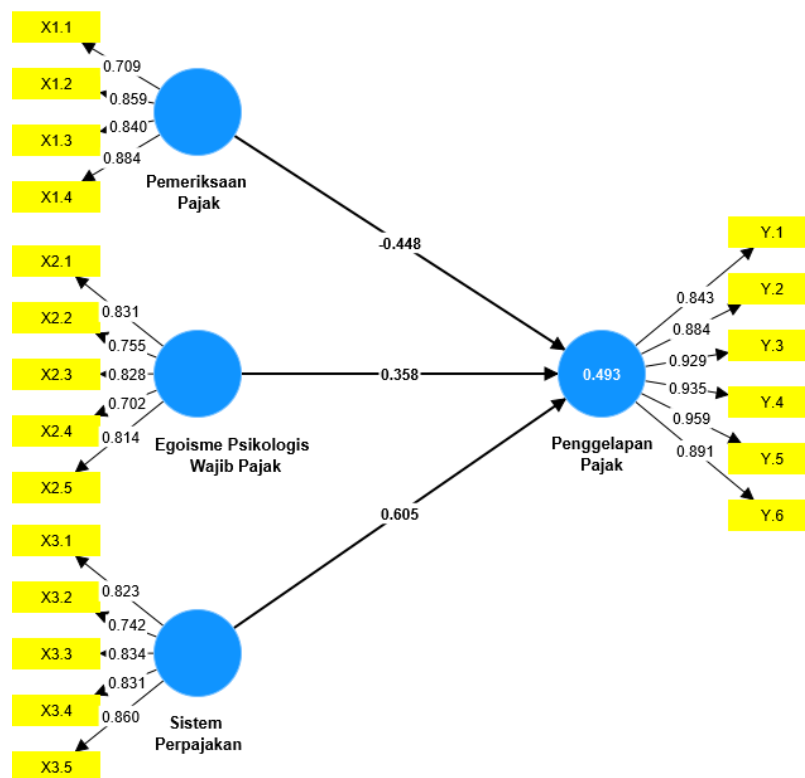 X1.1
0.709
X1.2
0.859
0.840
X1.3
0.884
X1.4
Pemeriksaan
Pajak
-0.448
X2.1
0.831
X2.2
0.755
X2.3
0.828
0.702
X2.4
0.814
X2.5
Egoisme Psikologis
Wajib Pajak
0.358
X3.1
0.823
X3.2
0.742
X3.3
0.834
0.831
X3.4
0.860
X3.5
Sistem
Perpajakan
0.605
0.493
Penggelapan
Pajak
Y.1
0.843
Y.2
0.884
Y.3
0.929
0.935
Y.4
0.959
Y.5
0.891
Y.6